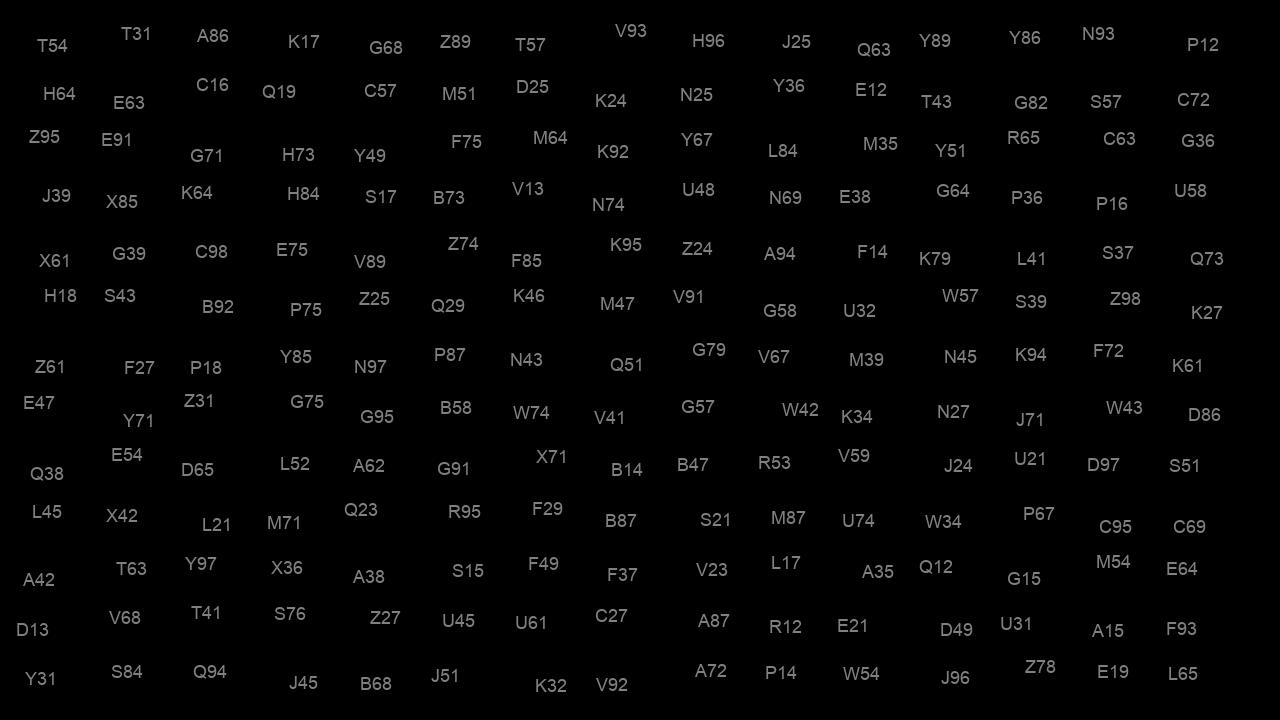 T54 T31 A86 K17 G68 Z89 T57 V93 H96 J25 Q63 Y89 Y86 N93 P12
H64 E63 C16 Q19 C57 M51 D25 K24 N25 Y36 E12 T43 G82 S57 C72
Z95 E91 G71 H73 Y49 F75 M64 K92 Y67 L84 M35 Y51 R65 C63 G36
J39 X85 K64 H84 S17 B73 V13 N74 U48 N69 E38 G64 P36 P16 U58
X61 G39 C98 E75 V89 Z74 F85 K95 Z24 A94 F14 K79 L41 S37 Q73
H18 S43 B92 P75 Z25 Q29 K46 M47 V91 G58 U32 W57 S39 Z98 K27
Z61 F27 P18 Y85 N97 P87 N43 Q51 G79 V67 M39 N45 K94 F72 K61
E47 Y71 Z31 G75 G95 B58 W74 V41 G57 W42 K34 N27 J71 W43 D86
Q38 E54 D65 L52 A62 G91 X71 B14 B47 R53 V59 J24 U21 D97 S51
L45 X42 L21 M71 Q23 R95 F29 B87 S21 M87 U74 W34 P67 C95 C69
A42 T63 Y97 X36 A38 S15 F49 F37 V23 L17 A35 Q12 G15 M54 E64
D13 V68 T41 S76 Z27 U45 U61 C27 A87 R12 E21 D49 U31 A15 F93
Y31 S84 Q94 J45 B68 J51 K32 V92 A72 P14 W54 J96 Z78 E19 L65